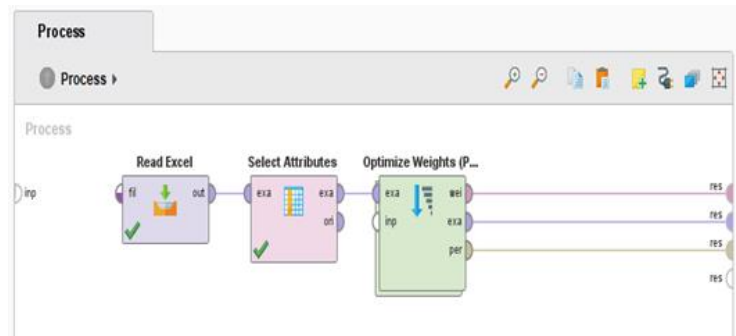 Process
Process
Process
Read Excel
Select Attributes
Optimize Weights (P...
inp
fil
out
exa
exa
ori
exa
wei
inp
exa
per
res
res
res
res